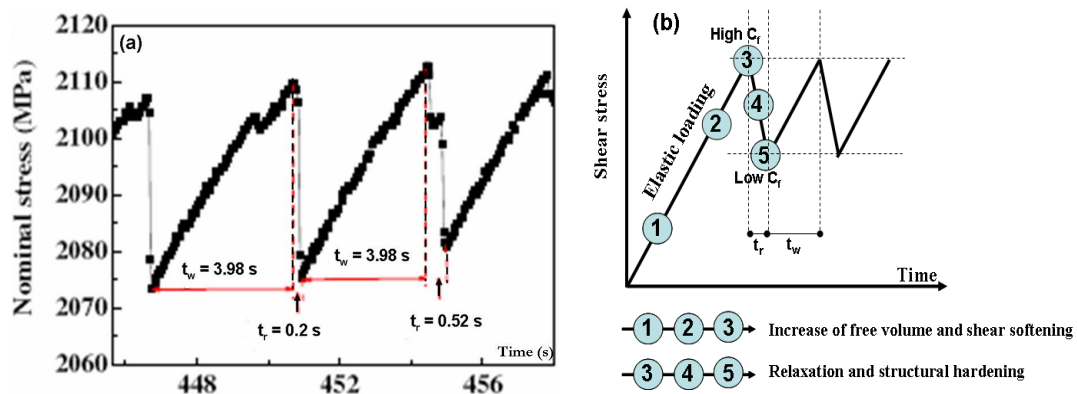 (a)
Nominal stress (MPa)
2120
2110
2100
2090
2080
2070
2060
448
452
456
Time (s)
t_w = 3.98 s
t_w = 3.98 s
t_r = 0.2 s
t_r = 0.52 s
(b)
Shear stress
Time
High C_f
Elastic loading
1
2
3
4
5
Low C_f
t_r
t_w
1 2 3 Increase of free volume and shear softening
3 4 5 Relaxation and structural hardening